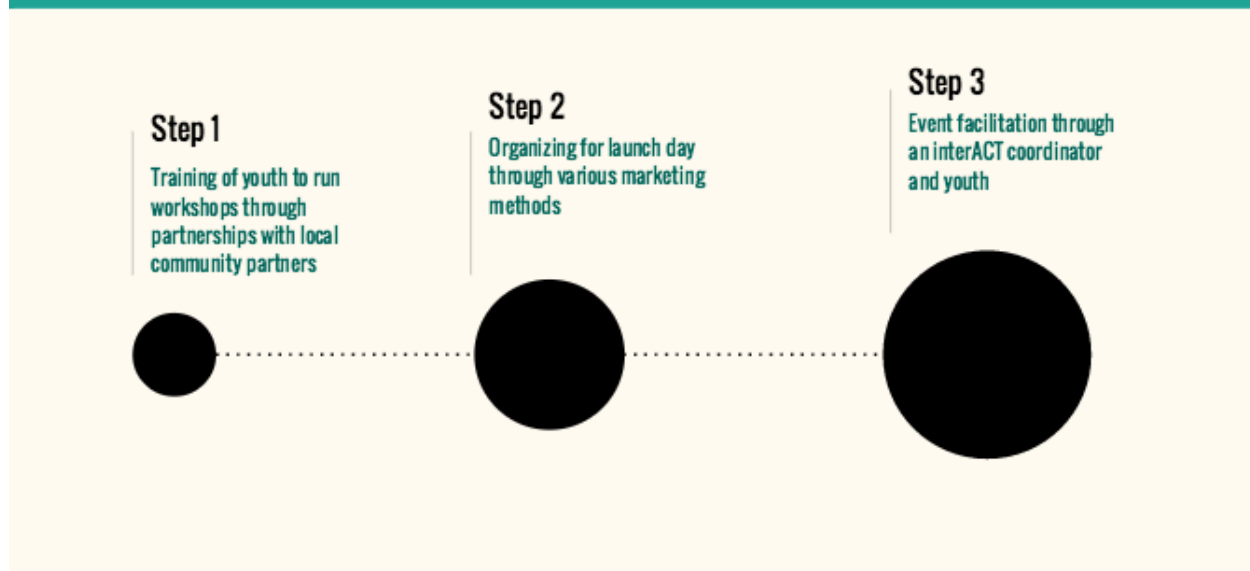 Step 1
Training of youth to run
workshops through
partnerships with local
community partners
Step 2
Organizing for launch day
through various marketing
methods
Step 3
Event facilitation through
an interACT coordinator
and youth